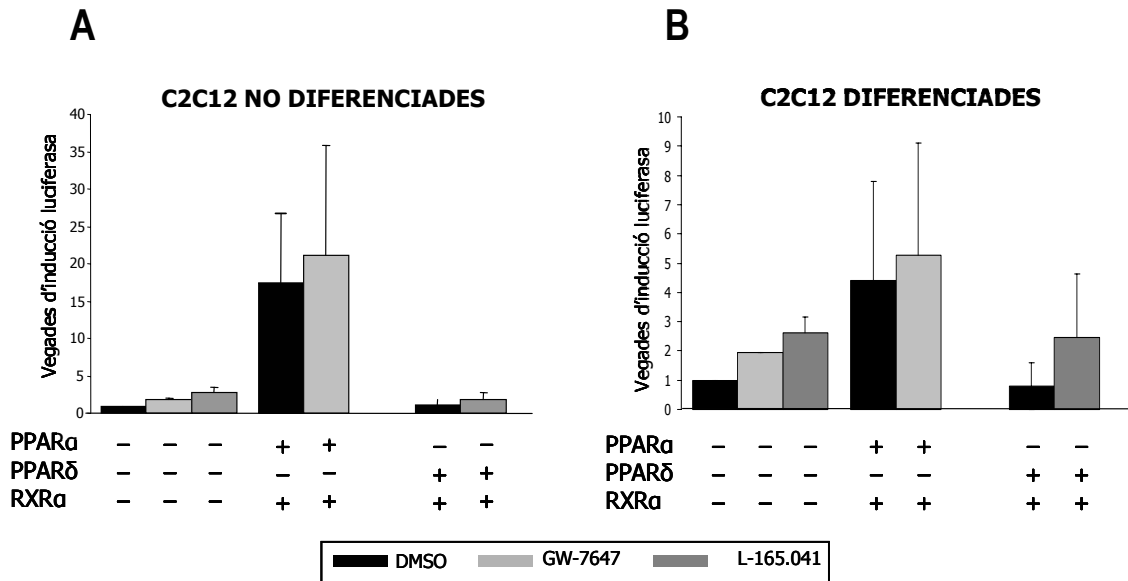 A
B
C2C12 NO DIFERENCIADES
C2C12 DIFERENCIADES
Vegades d'inducció luciferasa
40
35
30
25
20
15
10
5
0
Vegades d'inducció luciferasa
10
9
8
7
6
5
4
3
2
1
0
PPARα − − − + + − −
PPARδ − − − − − + +
RXRα − − − + + + +
PPARα − − − + + − −
PPARδ − − − − − + +
RXRα − − − + + + +
DMSO GW-7647 L-165.041